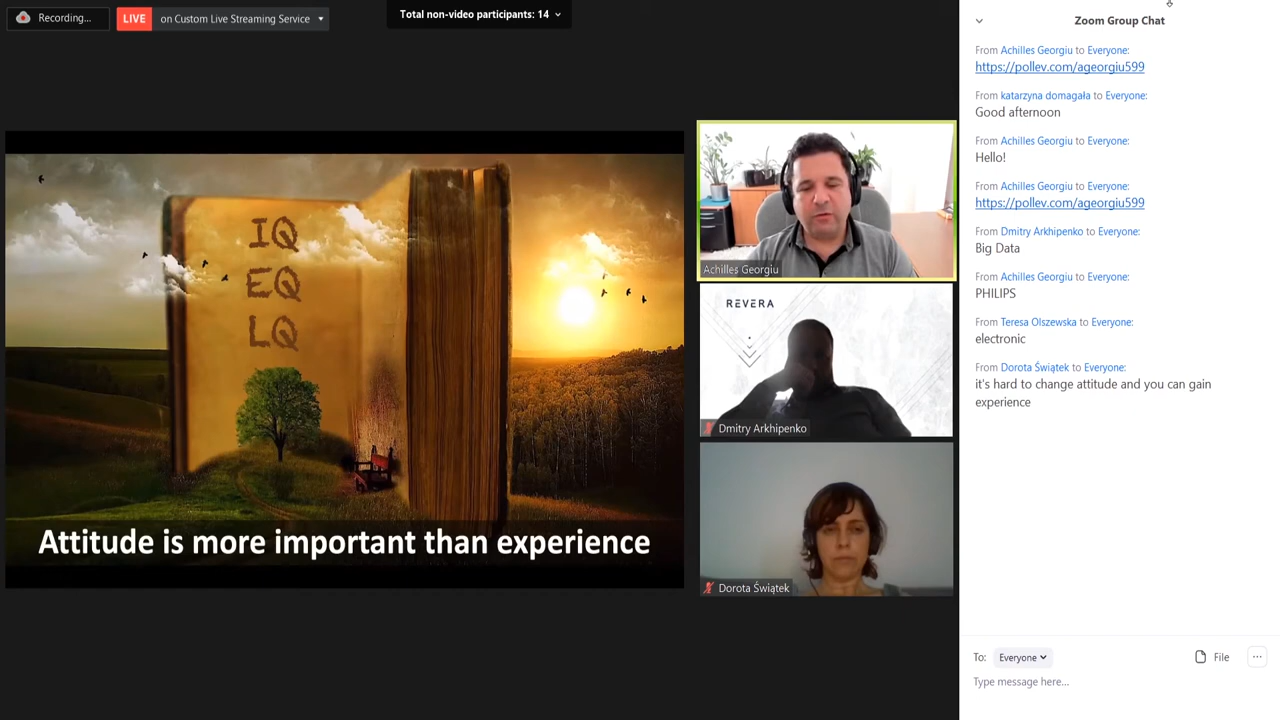 Recording...
LIVE on Custom Live Streaming Service
Total non-video participants: 14
IQ
EQ
LQ
Attitude is more important than experience
Achilles Georgiu
REVERA
Dmitry Arkhipenko
Dorota Świątek
Zoom Group Chat
From Achilles Georgiu to Everyone:
https://pollev.com/ageorgiu599
From katarzyna domagała to Everyone:
Good afternoon
From Achilles Georgiu to Everyone:
Hello!
From Achilles Georgiu to Everyone:
https://pollev.com/ageorgiu599
From Dmitry Arkhipenko to Everyone:
Big Data
From Achilles Georgiu to Everyone:
PHILIPS
From Teresa Olszewska to Everyone:
electronic
From Dorota Świątek to Everyone:
it's hard to change attitude and you can gain
experience
To: Everyone File ...
Type message here...